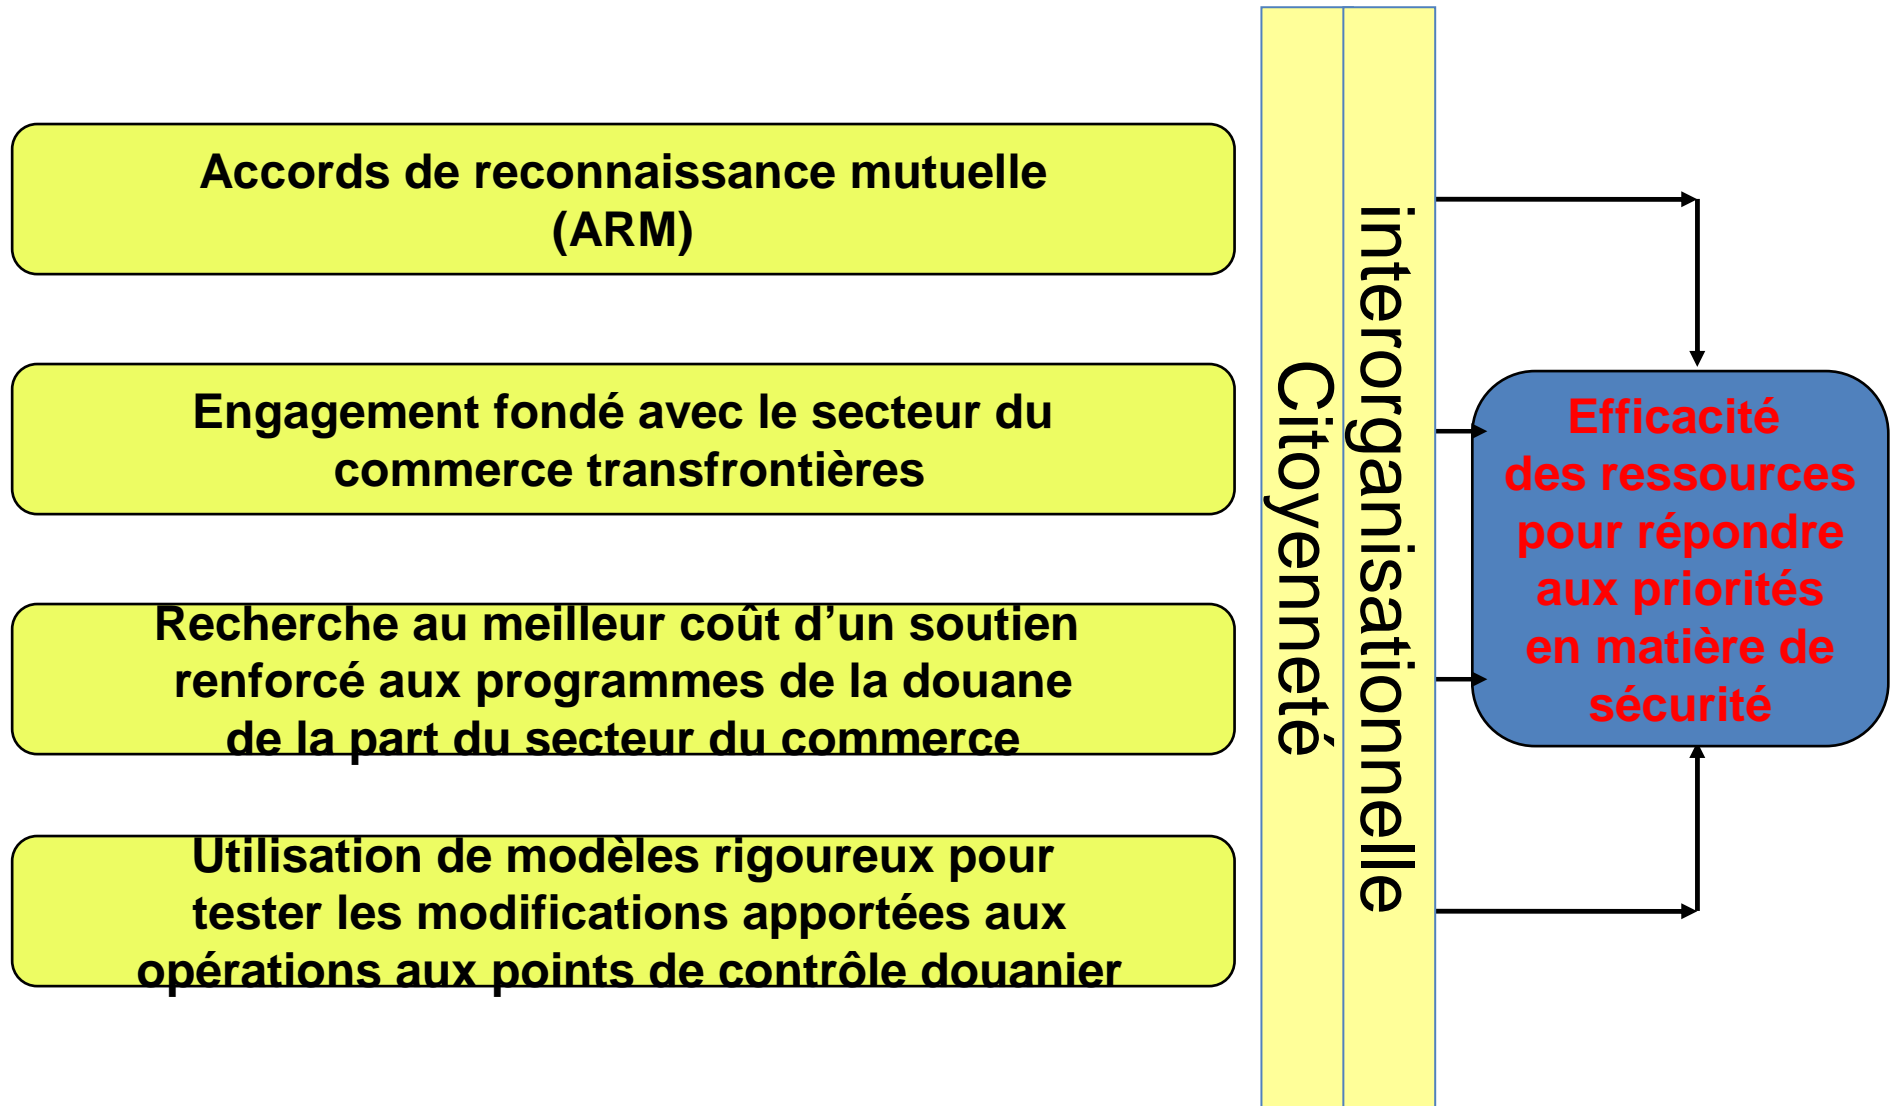 Accords de reconnaissance mutuelle
(ARM)
Engagement fondé avec le secteur du
commerce transfrontières
Recherche au meilleur coût d’un soutien
renforcé aux programmes de la douane
de la part du secteur du commerce
Utilisation de modèles rigoureux pour
tester les modifications apportées aux
opérations aux points de contrôle douanier
Citoyenneté
interorganisationnelle
Efficacité
des ressources
pour répondre
aux priorités
en matière de
sécurité